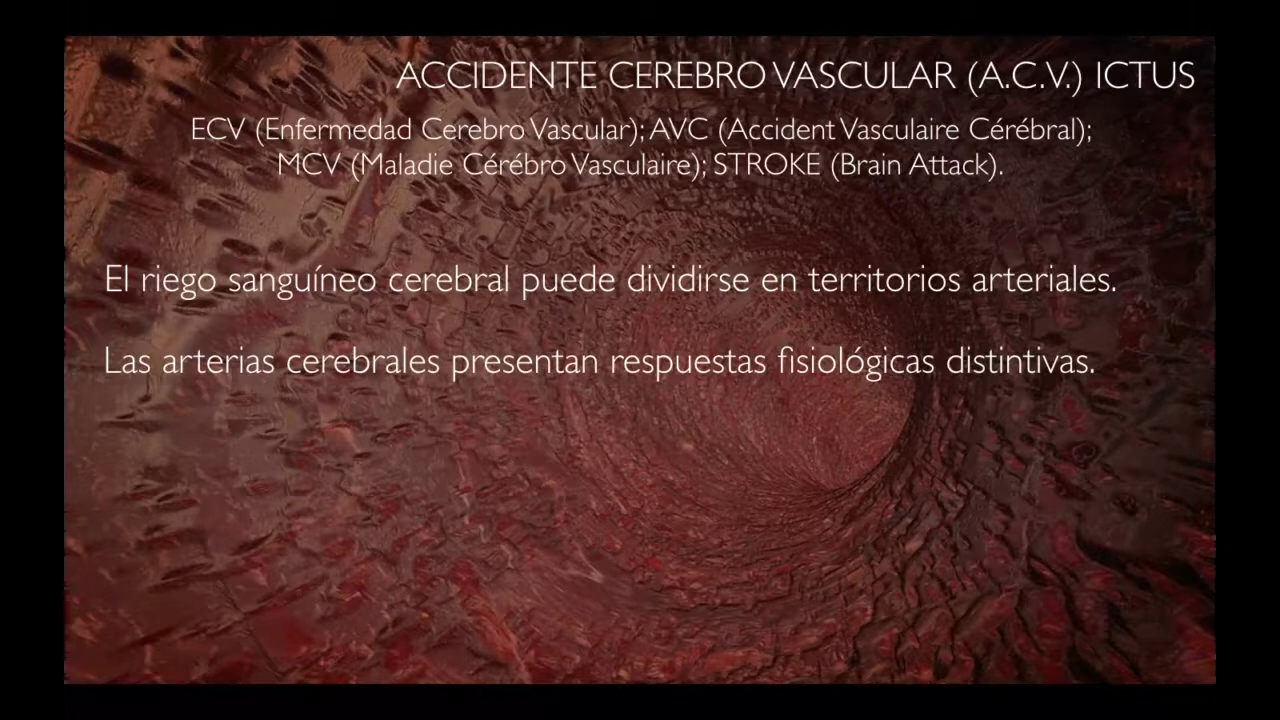 ACCIDENTE CEREBRO VASCULAR (A.C.V.) ICTUS
ECV (Enfermedad Cerebro Vascular); AVC (Accident Vasculaire Cérébral);
MCV (Maladie Cérébro Vasculaire); STROKE (Brain Attack).
El riego sanguíneo cerebral puede dividirse en territorios arteriales.
Las arterias cerebrales presentan respuestas fisiológicas distintivas.